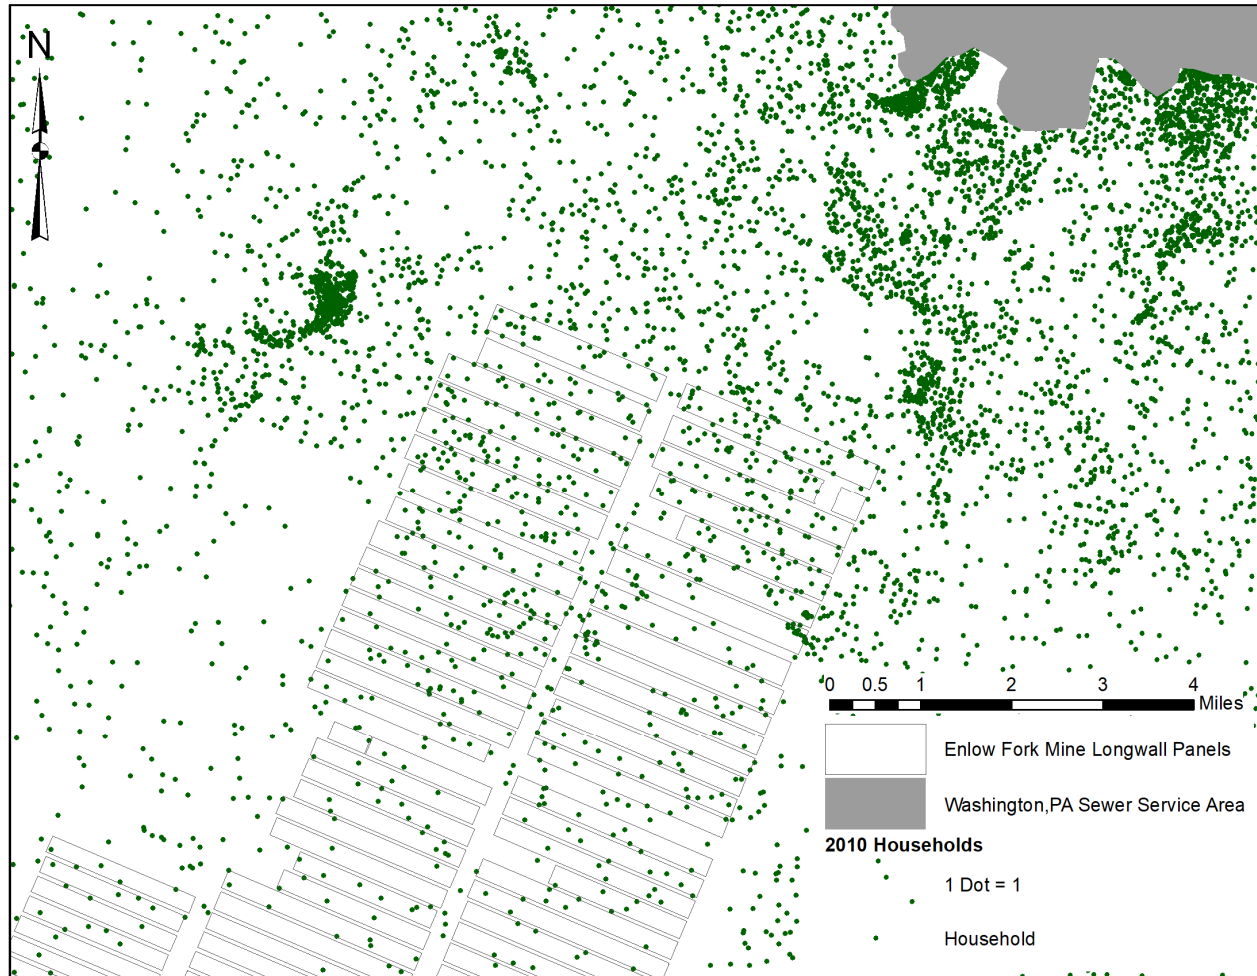 N
0 0.5 1 2 3 4
Miles
Enlow Fork Mine Longwall Panels
Washington,PA Sewer Service Area
2010 Households
1 Dot = 1
Household